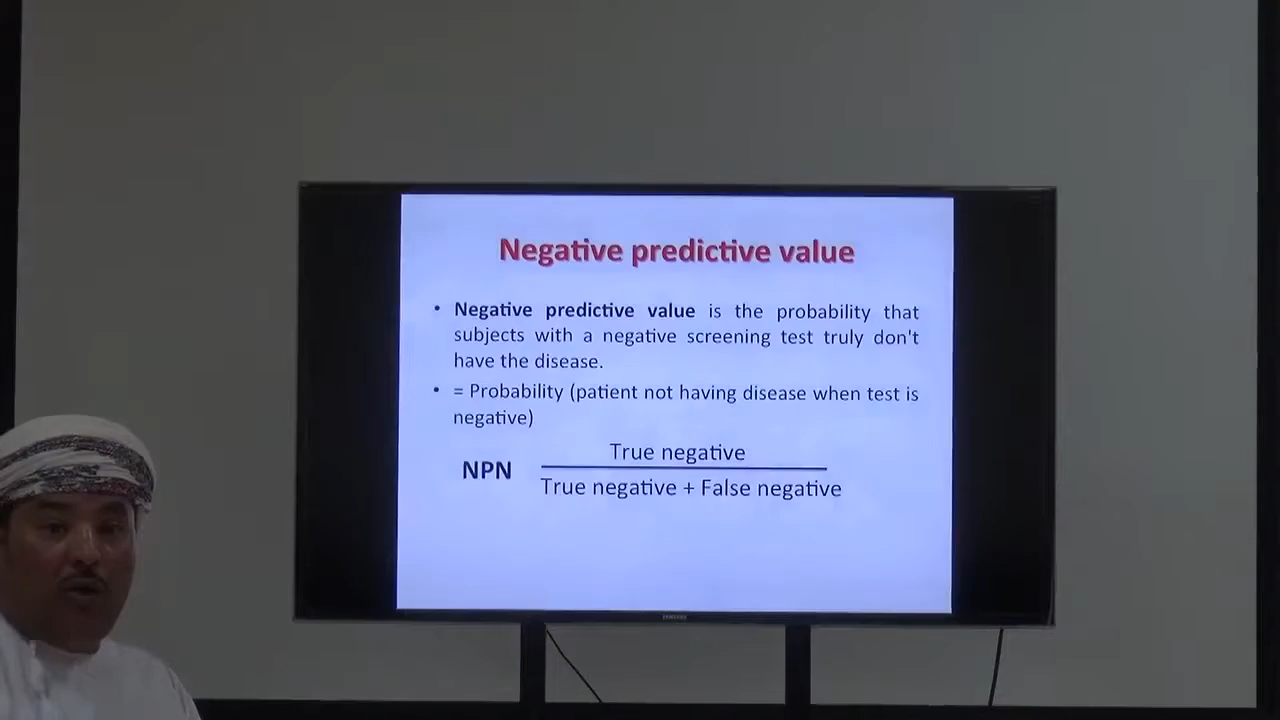 Negative predictive value
• Negative predictive value is the probability that
subjects with a negative screening test truly don't
have the disease.
• = Probability (patient not having disease when test is
negative)
True negative
NPN
True negative + False negative
SAMSUNG